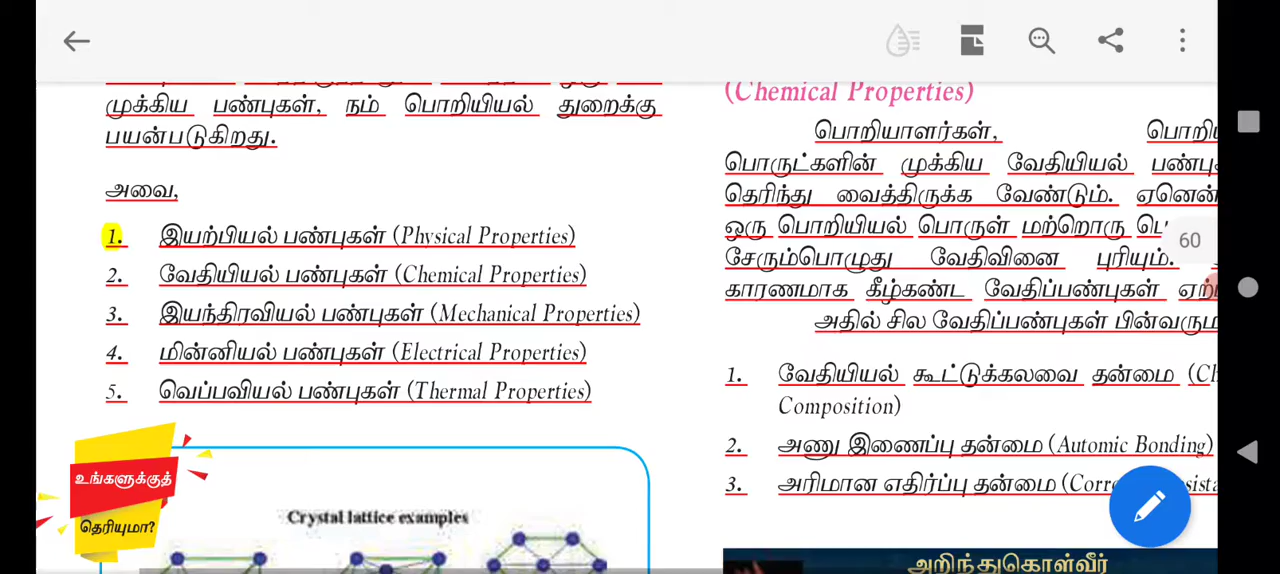 முக்கிய பண்புகள், நம் பொறியியல் துறைக்கு
பயன்படுகிறது.
அவை,
1. இயற்பியல் பண்புகள் (Physical Properties)
2. வேதியியல் பண்புகள் (Chemical Properties)
3. இயந்திரவியல் பண்புகள் (Mechanical Properties)
4. மின்னியல் பண்புகள் (Electrical Properties)
5. வெப்பவியல் பண்புகள் (Thermal Properties)
உங்களுக்குத்
தெரியுமா?
Crystal lattice examples
(Chemical Properties)
பொறியாளர்கள்,
பொருட்களின் முக்கிய வேதியியல்
தெரிந்து வைத்திருக்க வேண்டும்.
ஒரு பொறியியல் பொருள் மற்றொரு
சேரும்பொழுது வேதிவினை புரியும்.
காரணமாக கீழ்கண்ட வேதிப்பண்புகள்
அதில் சில வேதிப்பண்புகள்
1. வேதியியல் கூட்டுக்கலவை தன்மை
Composition)
2. அணு இணைப்பு தன்மை (Automic Bonding)
3. அரிமான எதிர்ப்பு தன்மை
அறிந்துகொள்வீர்
60